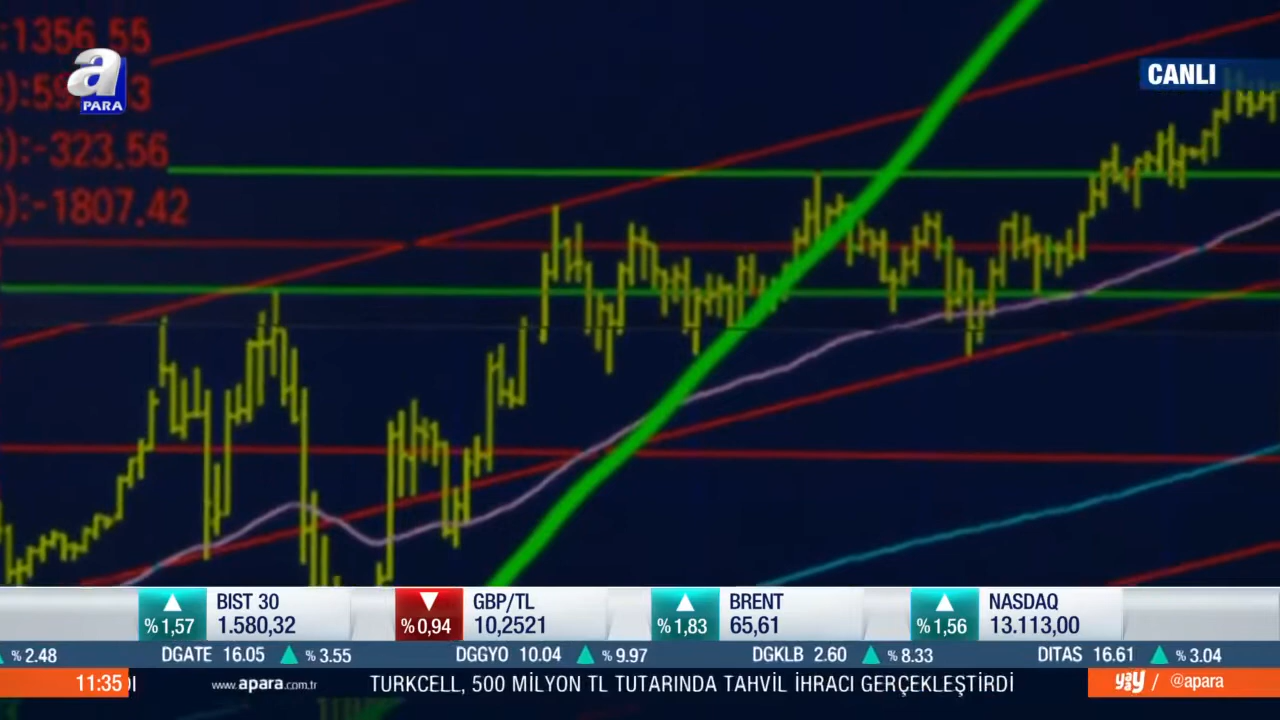 :1356.55
a
PARA
CANLI
):-323.56
):-1807.42
% 1,57
BIST 30
1.580,32
% 0,94
GBP/TL
10,2521
% 1,83
BRENT
65,61
% 1,56
NASDAQ
13.113,00
% 2.48 DGATE 16.05 % 3.55 DGGYO 10.04 % 9.97 DGKLB 2.60 % 8.33 DITAS 16.61 % 3.04
11:35 www.apara.com.tr TURKCELL, 500 MİLYON TL TUTARINDA TAHVİL İHRACI GERÇEKLEŞTİRDİ / @apara